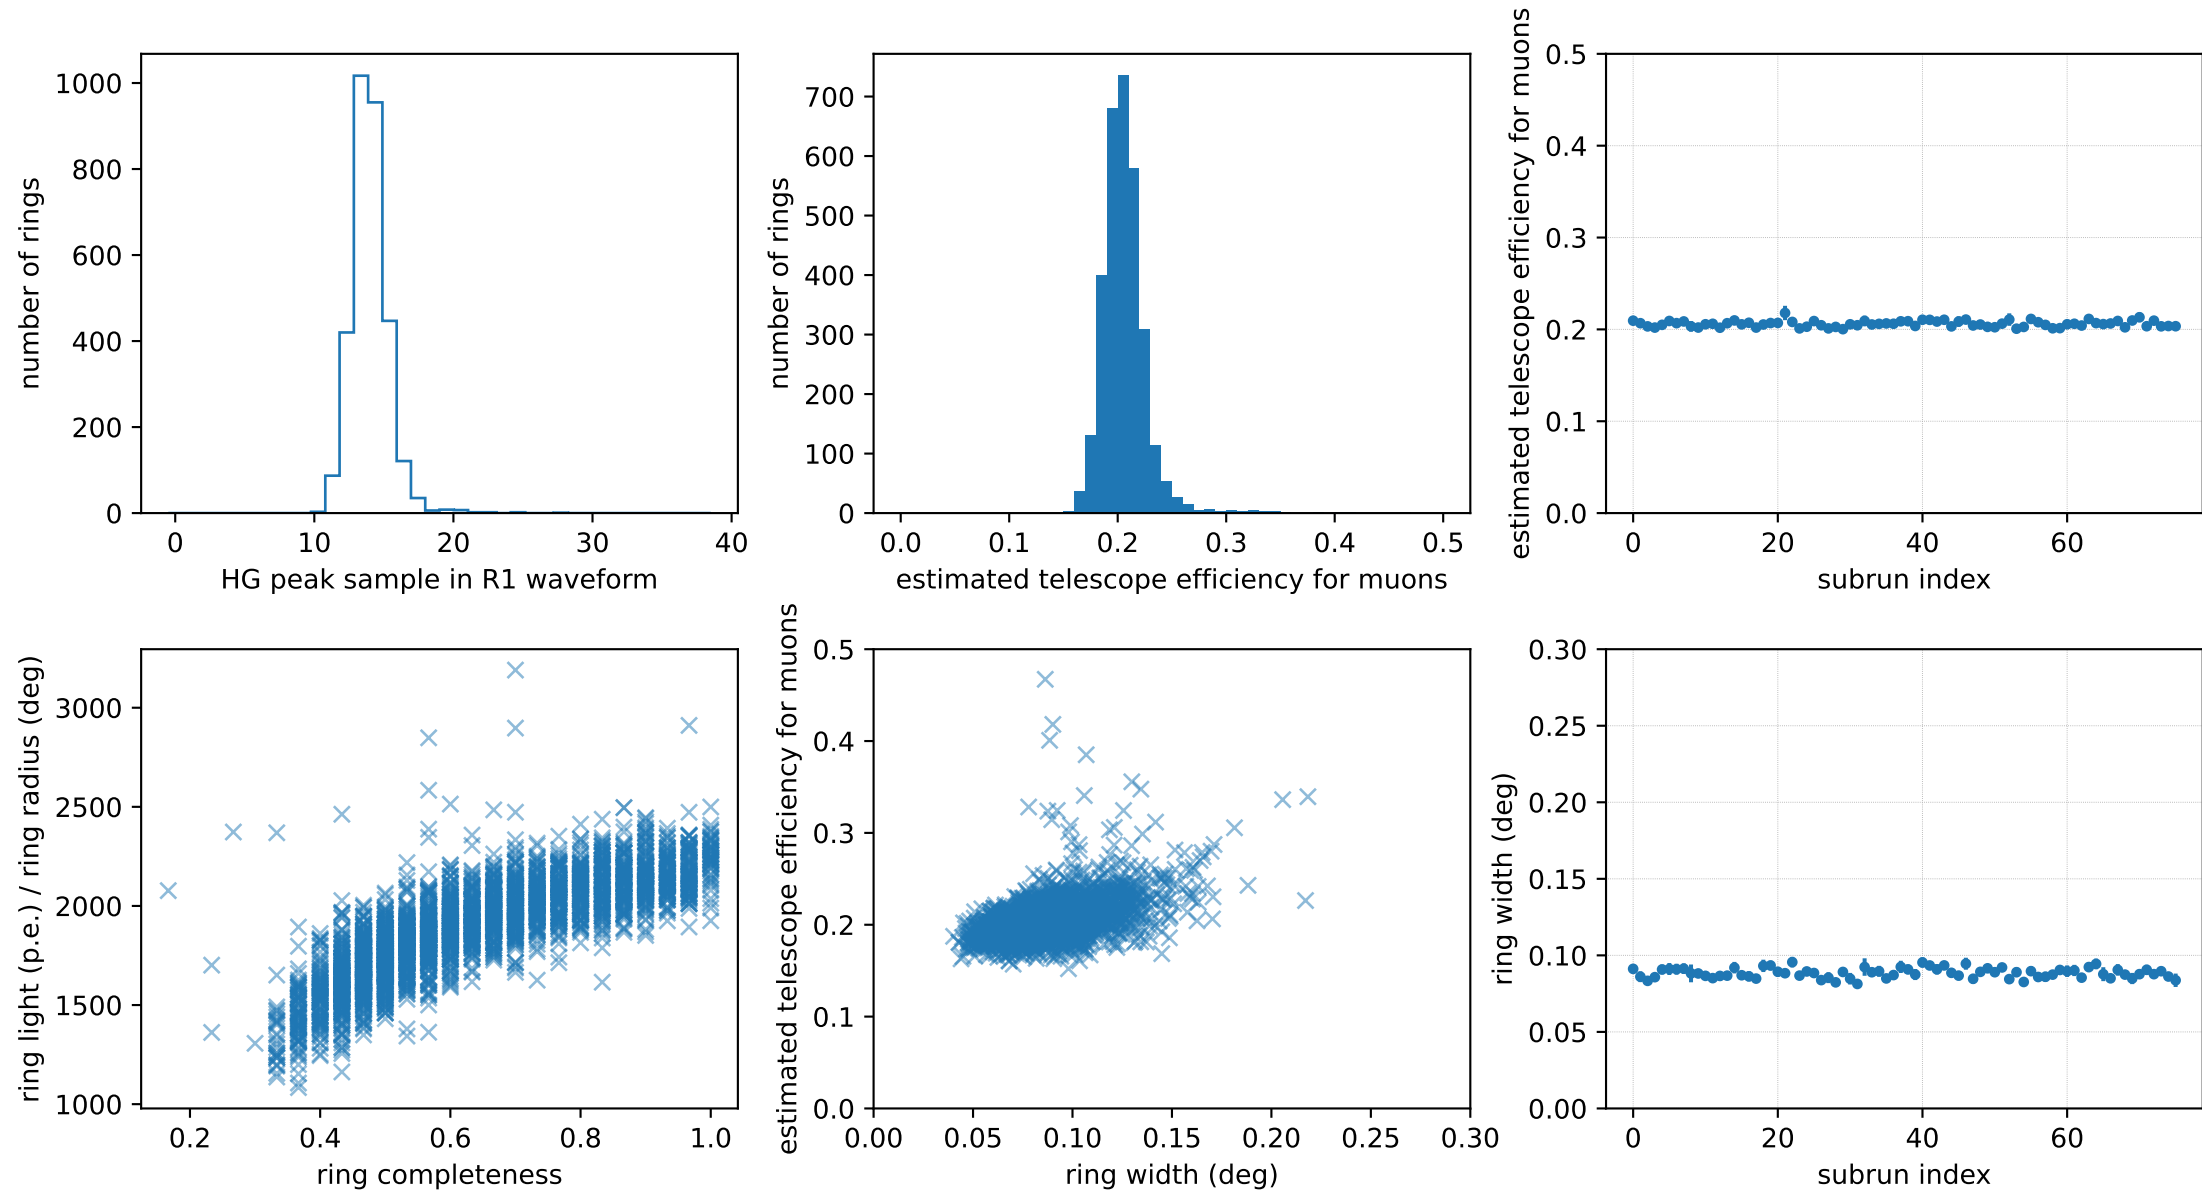 number of rings
1000
800
600
400
200
0
0 10 20 30 40
HG peak sample in R1 waveform
number of rings
700
600
500
400
300
200
100
0
0.0 0.1 0.2 0.3 0.4 0.5
estimated telescope efficiency for muons
estimated telescope efficiency for muons
0.5
0.4
0.3
0.2
0.1
0.0
0 20 40 60
subrun index
ring light (p.e.) / ring radius (deg)
3000
2500
2000
1500
1000
0.2 0.4 0.6 0.8 1.0
ring completeness
estimated telescope efficiency for muons
0.5
0.4
0.3
0.2
0.1
0.0
0.00 0.05 0.10 0.15 0.20 0.25 0.30
ring width (deg)
ring width (deg)
0.30
0.25
0.20
0.15
0.10
0.05
0.00
0 20 40 60
subrun index